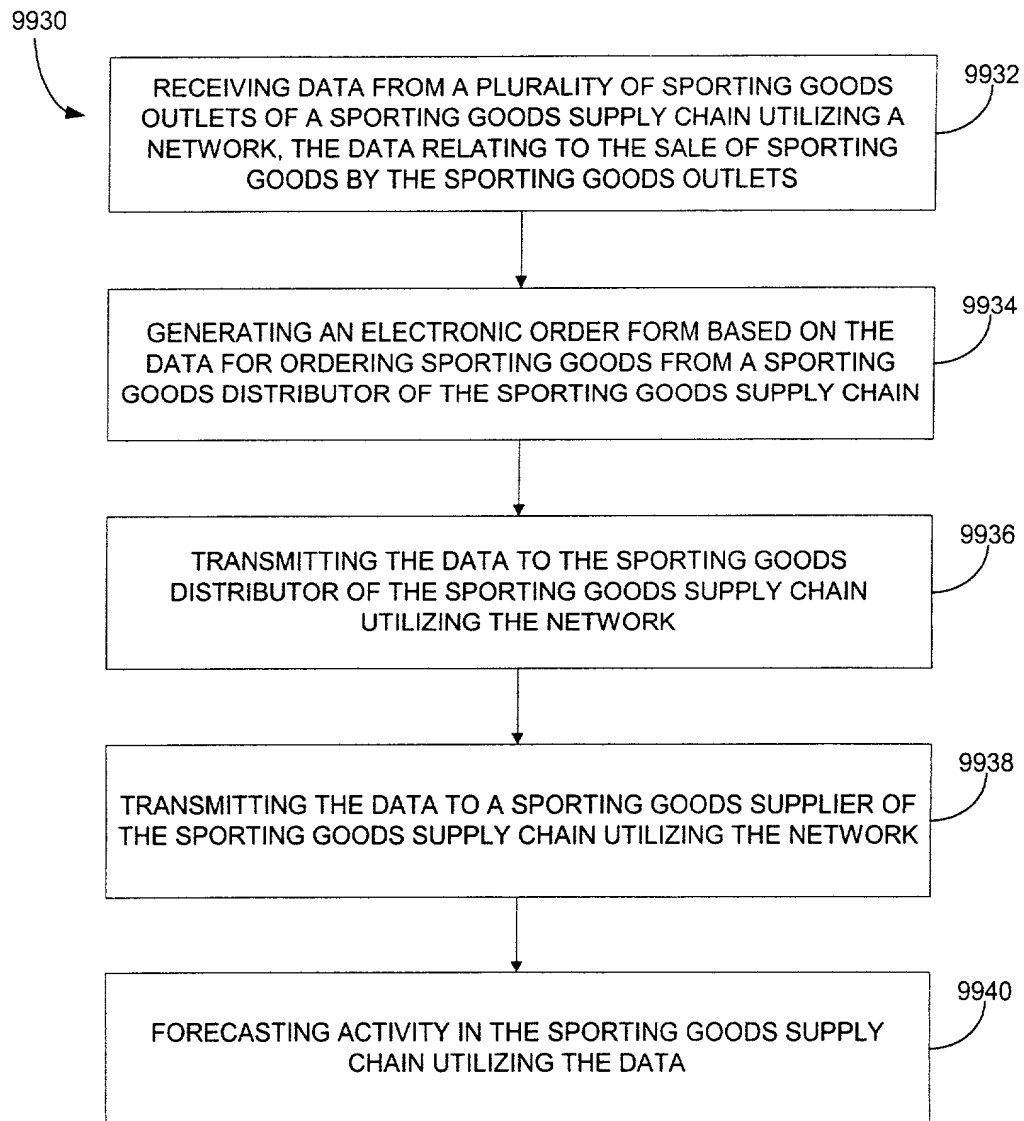 9930
RECEIVING DATA FROM A PLURALITY OF SPORTING GOODS
OUTLETS OF A SPORTING GOODS SUPPLY CHAIN UTILIZING A
NETWORK, THE DATA RELATING TO THE SALE OF SPORTING
GOODS BY THE SPORTING GOODS OUTLETS
9932
GENERATING AN ELECTRONIC ORDER FORM BASED ON THE
DATA FOR ORDERING SPORTING GOODS FROM A SPORTING
GOODS DISTRIBUTOR OF THE SPORTING GOODS SUPPLY CHAIN
9934
TRANSMITTING THE DATA TO THE SPORTING GOODS
DISTRIBUTOR OF THE SPORTING GOODS SUPPLY CHAIN
UTILIZING THE NETWORK
9936
TRANSMITTING THE DATA TO A SPORTING GOODS SUPPLIER OF
THE SPORTING GOODS SUPPLY CHAIN UTILIZING THE NETWORK
9938
FORECASTING ACTIVITY IN THE SPORTING GOODS SUPPLY
CHAIN UTILIZING THE DATA
9940